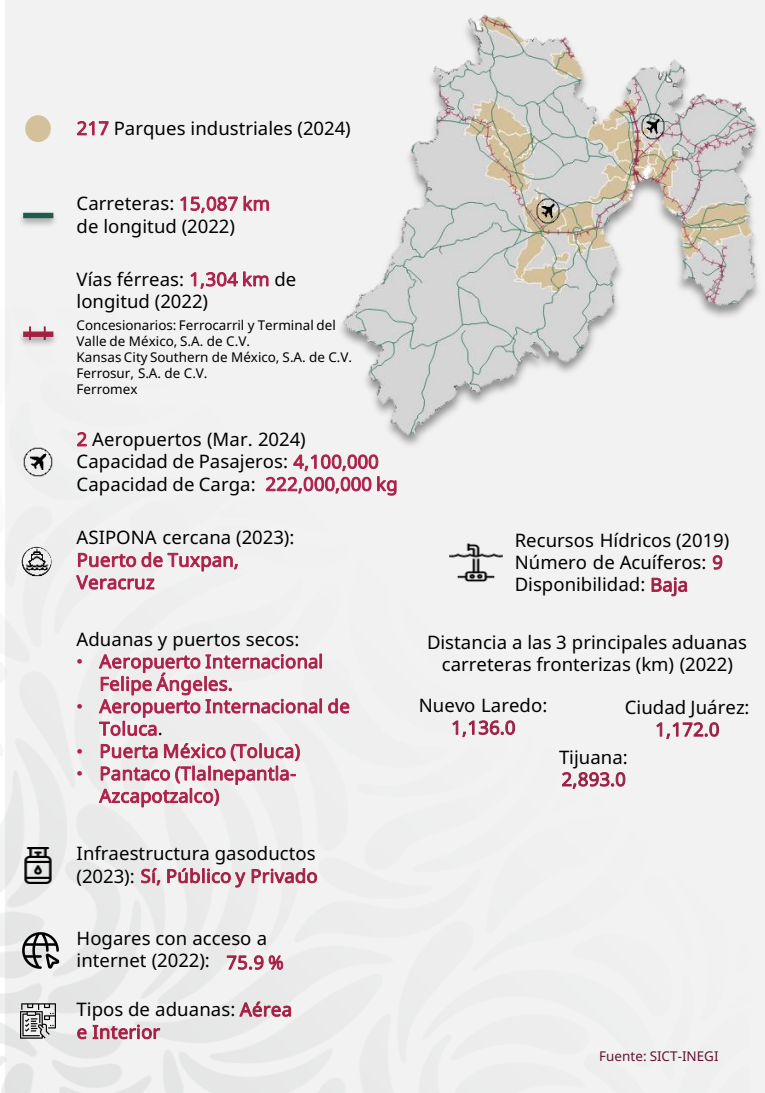 217 Parques industriales (2024)
Carreteras: 15,087 km
de longitud (2022)
Vías férreas: 1,304 km de
longitud (2022)
Concesionarios: Ferrocarril y Terminal del
Valle de México, S.A. de C.V.
Kansas City Southern de México, S.A. de C.V.
Ferrosur, S.A. de C.V.
Ferromex
2 Aeropuertos (Mar. 2024)
Capacidad de Pasajeros: 4,100,000
Capacidad de Carga: 222,000,000 kg
ASIPONA cercana (2023):
Puerto de Tuxpan,
Veracruz
Recursos Hídricos (2019)
Número de Acuíferos: 9
Disponibilidad: Baja
Aduanas y puertos secos:
• Aeropuerto Internacional
Felipe Ángeles.
• Aeropuerto Internacional de
Toluca.
• Puerta México (Toluca)
• Pantaco (Tlalnepantla-
Azcapotzalco)
Distancia a las 3 principales aduanas
carreteras fronterizas (km) (2022)
Nuevo Laredo:
1,136.0
Ciudad Juárez:
1,172.0
Tijuana:
2,893.0
Infraestructura gasoductos
(2023): Sí, Público y Privado
Hogares con acceso a
internet (2022): 75.9 %
Tipos de aduanas: Aérea
e Interior
Fuente: SICT-INEGI